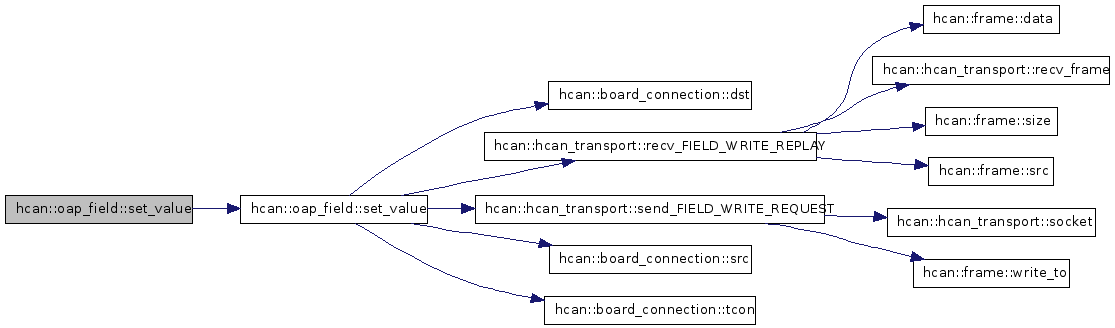 hcan::frame::data
hcan::hcan_transport::recv_frame
hcan::board_connection::dst
hcan::frame::size
hcan::hcan_transport::recv_FIELD_WRITE_REPLAY
hcan::frame::src
hcan::oap_field::set_value
hcan::oap_field::set_value
hcan::hcan_transport::send_FIELD_WRITE_REQUEST
hcan::hcan_transport::socket
hcan::board_connection::src
hcan::frame::write_to
hcan::board_connection::tcon